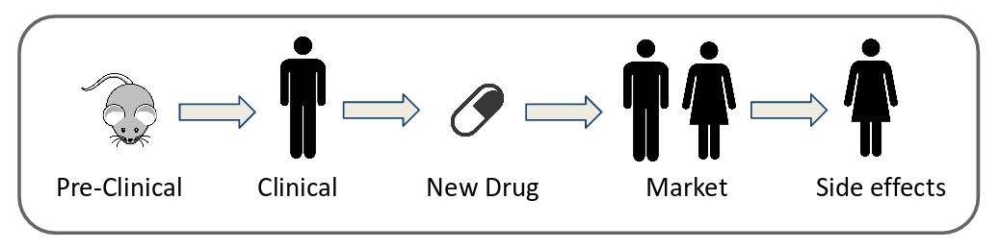 Pre-Clinical
Clinical
New Drug
Market
Side effects